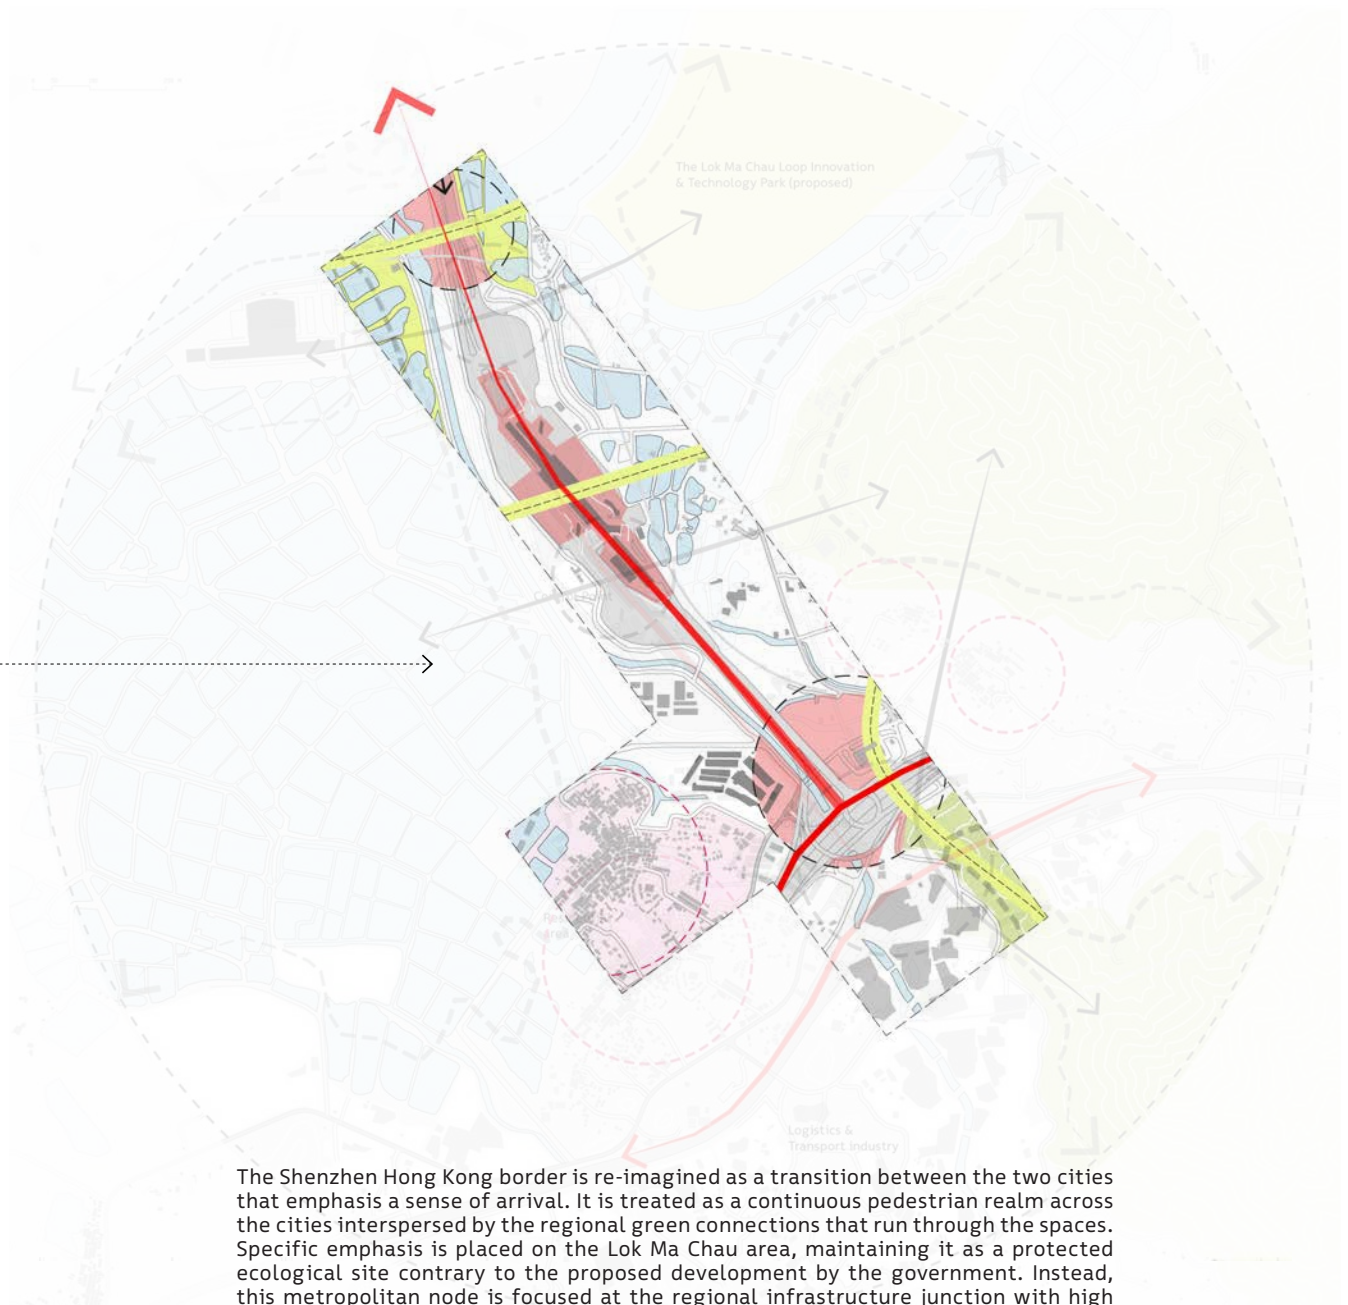 The Lok Ma Chau Loop Innovation
& Technology Park (proposed)
Logistics &
Transport Industry
The Shenzhen Hong Kong border is re-imagined as a transition between the two cities
that emphasis a sense of arrival. It is treated as a continuous pedestrian realm across
the cities interspersed by the regional green connections that run through the spaces.
Specific emphasis is placed on the Lok Ma Chau area, maintaining it as a protected
ecological site contrary to the proposed development by the government. Instead,
this metropolitan node is focused at the regional infrastructure junction with high